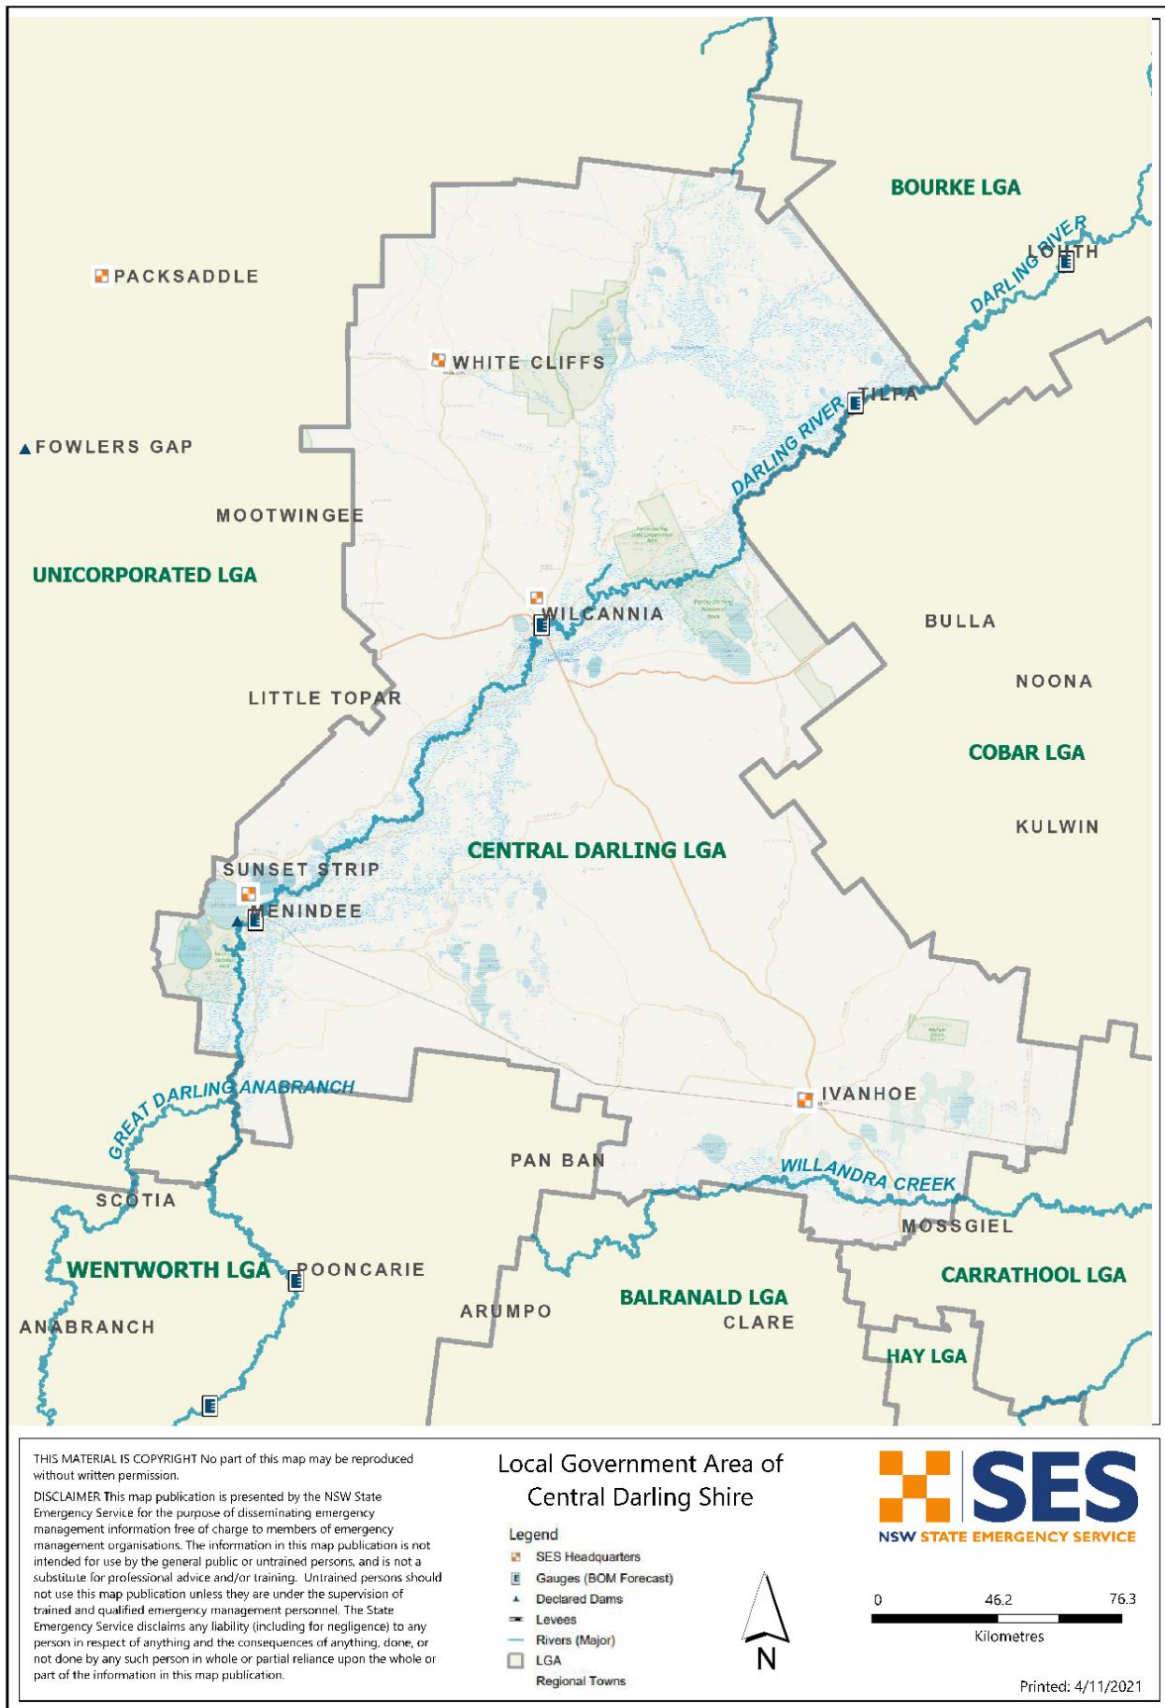 BOURKE LGA
DARLING RIVER
LOHTH
PACKSADDLE
WHITE CLIFFS
TILPA
DARLING RIVER
FOWLERS GAP
MOOTWINGEE
UNICORPORATED LGA
WILCANNIA
BULLA
NOONA
LITTLE TOPAR
COBAR LGA
KULWIN
CENTRAL DARLING LGA
SUNSET STRIP
MENINDEE
GREAT DARLING ANABRANCH
IVANHOE
PAN BAN
WILLANDRA CREEK
SCOTIA
MOSSGIEL
WENTWORTH LGA
POONCARIE
CARRATHOOL LGA
BALRANALD LGA
ARUMPO
CLARE
ANABRANCH
HAY LGA
THIS MATERIAL IS COPYRIGHT No part of this map may be reproduced
without written permission.
DISCLAIMER This map publication is presented by the NSW State
Emergency Service for the purpose of disseminating emergency
management information free of charge to members of emergency
management organisations. The information in this map publication is not
intended for use by the general public or untrained persons, and is not a
substitute for professional advice and/or training. Untrained persons should
not use this map publication unless they are under the supervision of
trained and qualified emergency management personnel. The State
Emergency Service disclaims any liability (including for negligence) to any
person in respect of anything and the consequences of anything, done, or
not done by any such person in whole or partial reliance upon the whole or
part of the information in this map publication.
Local Government Area of
Central Darling Shire
Legend
SES Headquarters
Gauges (BOM Forecast)
Declared Dams
Levees
Rivers (Major)
LGA
Regional Towns
N
SES
NSW STATE EMERGENCY SERVICE
0 46.2 76.3
Kilometres
Printed: 4/11/2021